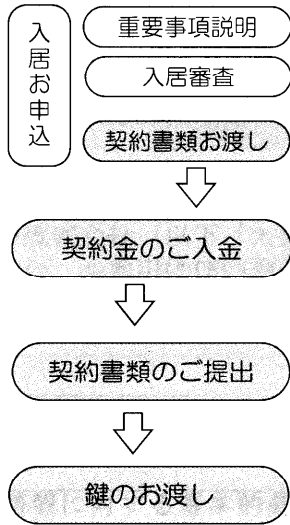 入居お申込
重要事項説明
入居審査
契約書類お渡し
契約金のご入金
契約書類のご提出
鍵のお渡し